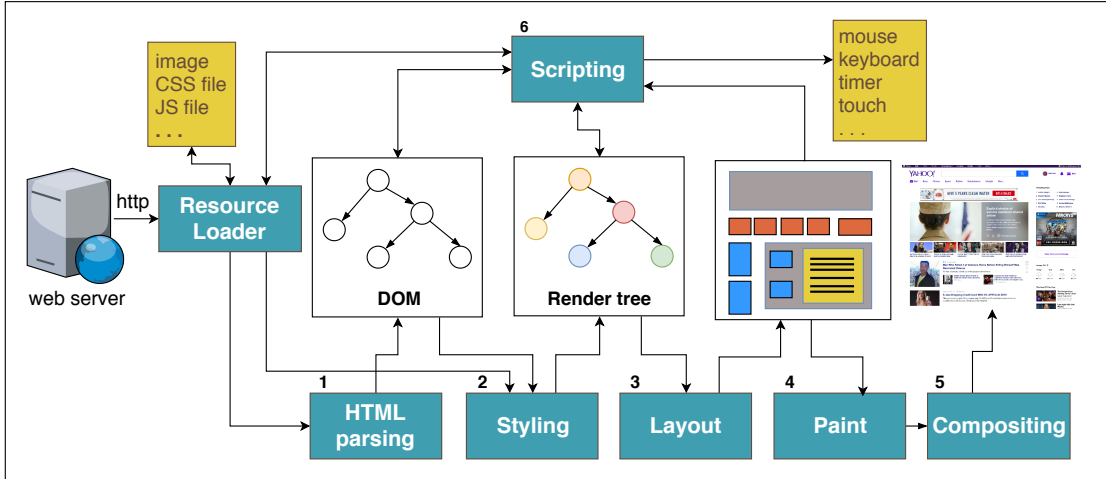 6
image
CSS file
JS file
. . .
Scripting
mouse
keyboard
timer
touch
. . .
http
Resource
Loader
web server
DOM
Render tree
YAHOO!
1
HTML
parsing
2
Styling
3
Layout
4
Paint
5
Compositing